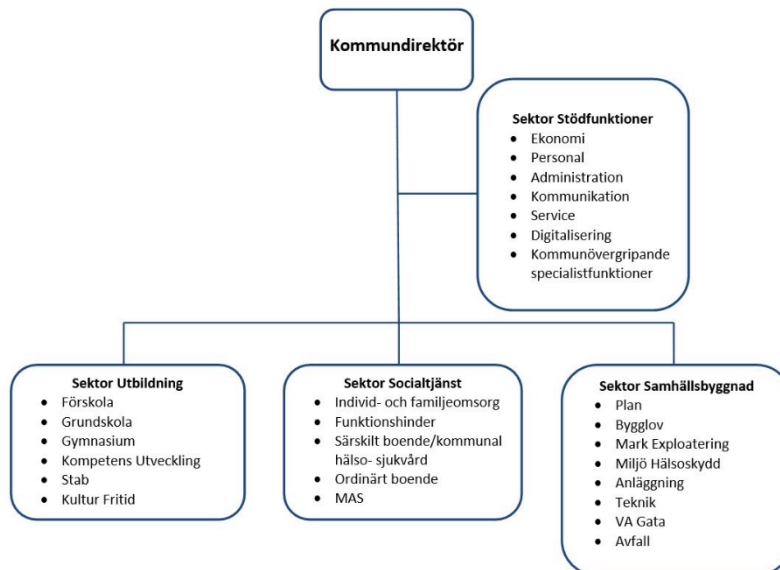 Kommundirektör
Sektor Stödfunktioner
• Ekonomi
• Personal
• Administration
• Kommunikation
• Service
• Digitalisering
• Kommunövergripande
specialistfunktioner
Sektor Utbildning
• Förskola
• Grundskola
• Gymnasium
• Kompetens Utveckling
• Stab
• Kultur Fritid
Sektor Socialtjänst
• Individ- och familjeomsorg
• Funktionshinder
• Särskilt boende/kommunal
hälso- sjukvård
• Ordinärt boende
• MAS
Sektor Samhällsbyggnad
• Plan
• Bygglov
• Mark Exploatering
• Miljö Hälsoskydd
• Anläggning
• Teknik
• VA Gata
• Avfall